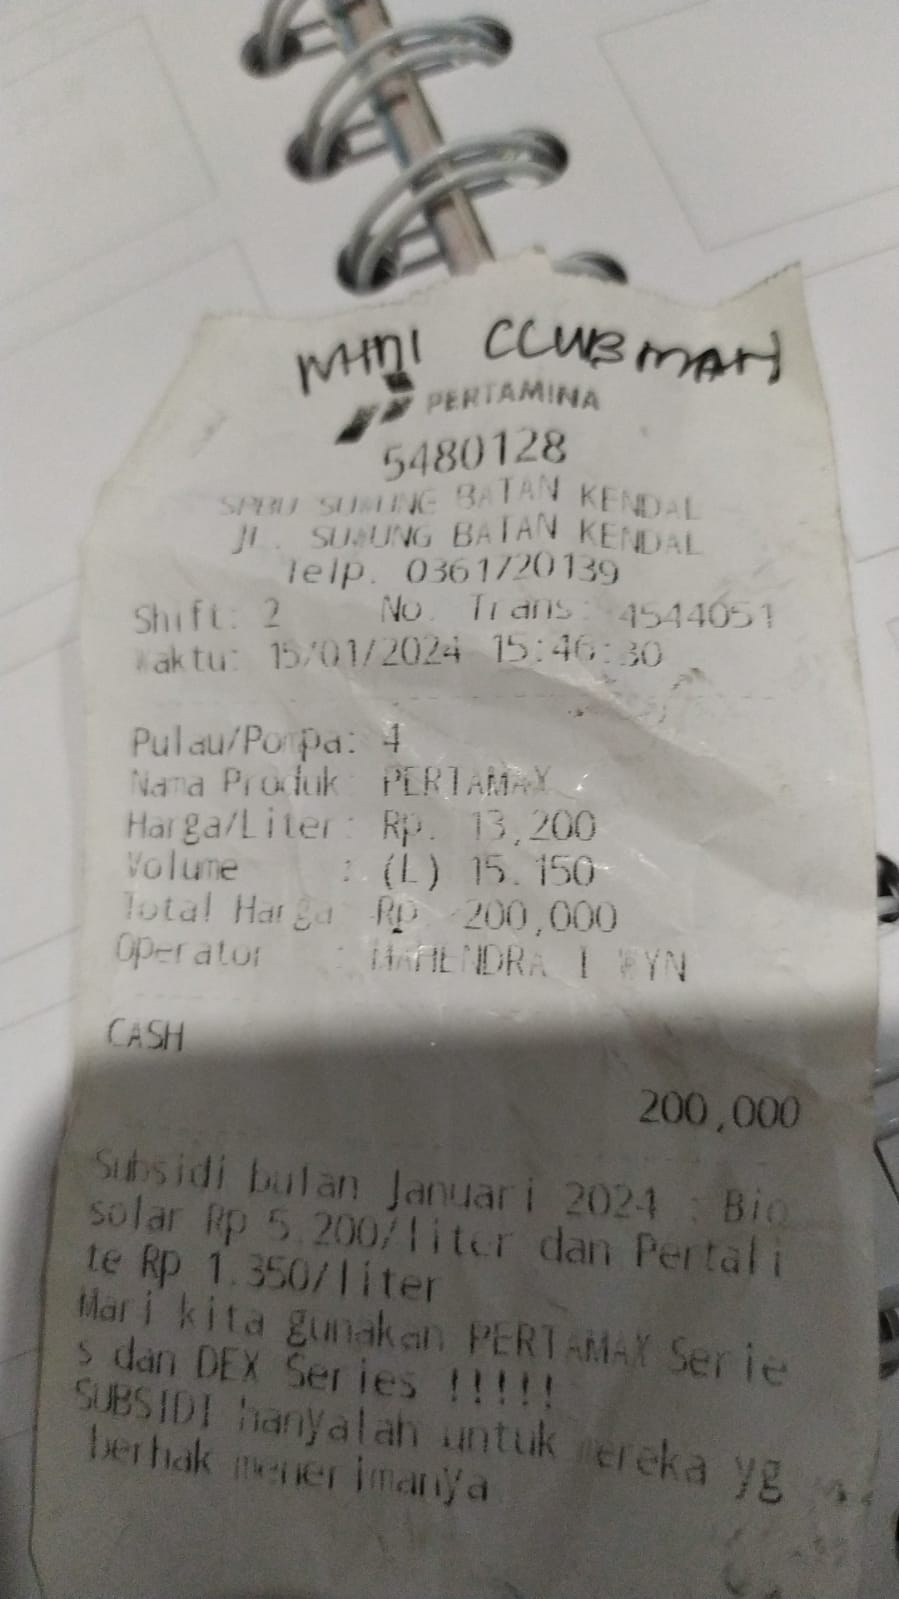 MINI CLUBMAN
PERTAMINA
5480128
SPBU SUWUNG BATAN KENDAL
JL. SUWUNG BATAN KENDAL
Telp. 0361720139
Shift: 2 No. Trans: 4544051
Waktu: 15/01/2024 15:46:30
Pulau/Pompa: 4
Nama Produk: PERTAMAX
Harga/Liter: Rp. 13,200
Volume : (L) 15.150
Total Harga: Rp. 200,000
Operator : MAHENDRA I WYN
CASH
200,000
Subsidi bulan Januari 2024 : Bio
solar Rp 5.200/liter dan Pertali
te Rp 1.350/liter
Mari kita gunakan PERTAMAX Serie
s dan DEX Series !!!!!
SUBSIDI hanyalah untuk mereka yg
berhak menerimanya